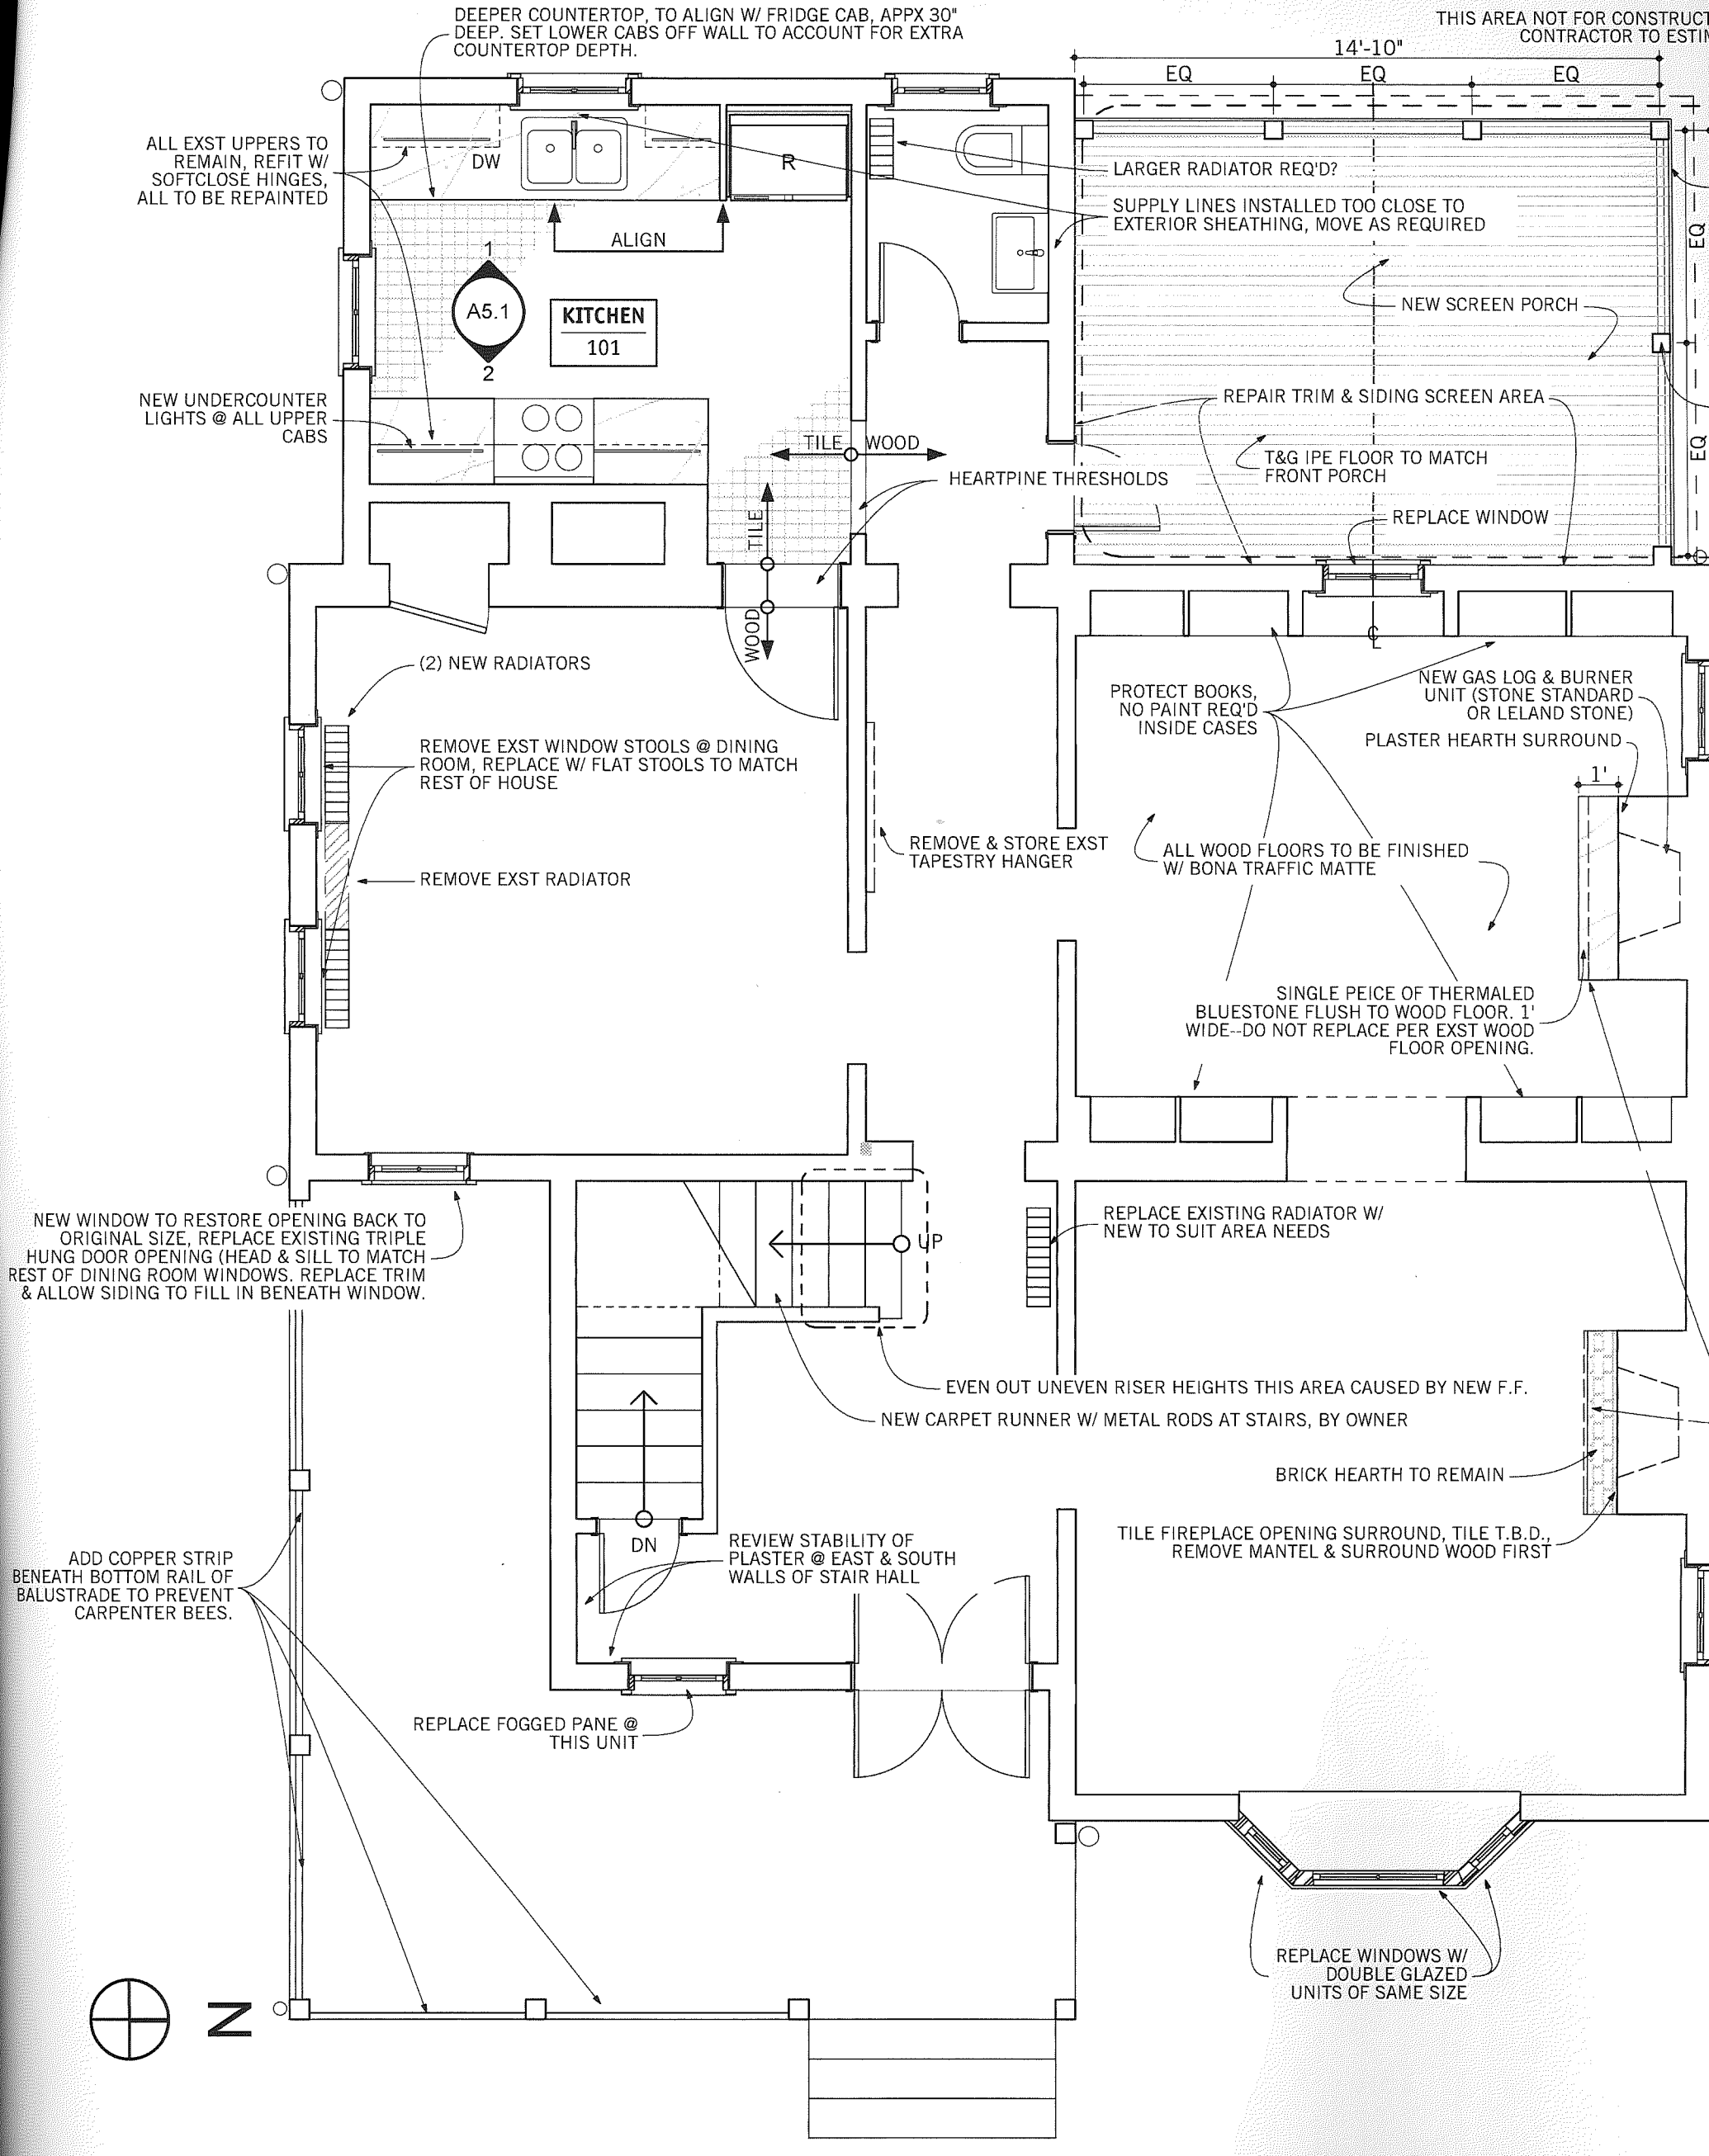 DEEPER COUNTERTOP, TO ALIGN W/ FRIDGE CAB, APPX 30"
DEEP. SET LOWER CABS OFF WALL TO ACCOUNT FOR EXTRA
COUNTERTOP DEPTH.
THIS AREA NOT FOR CONSTRUCT
CONTRACTOR TO ESTIM
14'-10"
EQ
EQ
EQ
ALL EXST UPPERS TO
REMAIN, REFIT W/
SOFTCLOSE HINGES,
ALL TO BE REPAINTED
DW
R
LARGER RADIATOR REQ'D?
SUPPLY LINES INSTALLED TOO CLOSE TO
EXTERIOR SHEATHING, MOVE AS REQUIRED
EQ
ALIGN
1
A5.1
2
KITCHEN
101
NEW SCREEN PORCH
NEW UNDERCOUNTER
LIGHTS @ ALL UPPER
CABS
REPAIR TRIM & SIDING SCREEN AREA
TILE
WOOD
EQ
T&G IPE FLOOR TO MATCH
FRONT PORCH
HEARTPINE THRESHOLDS
TILE
REPLACE WINDOW
WOOD
CL
(2) NEW RADIATORS
PROTECT BOOKS,
NO PAINT REQ'D
INSIDE CASES
NEW GAS LOG & BURNER
UNIT (STONE STANDARD
OR LELAND STONE)
PLASTER HEARTH SURROUND
REMOVE EXST WINDOW STOOLS @ DINING
ROOM, REPLACE W/ FLAT STOOLS TO MATCH
REST OF HOUSE
1'
REMOVE & STORE EXST
TAPESTRY HANGER
ALL WOOD FLOORS TO BE FINISHED
W/ BONA TRAFFIC MATTE
REMOVE EXST RADIATOR
SINGLE PEICE OF THERMALED
BLUESTONE FLUSH TO WOOD FLOOR. 1'
WIDE--DO NOT REPLACE PER EXST WOOD
FLOOR OPENING.
NEW WINDOW TO RESTORE OPENING BACK TO
ORIGINAL SIZE, REPLACE EXISTING TRIPLE
HUNG DOOR OPENING (HEAD & SILL TO MATCH
REST OF DINING ROOM WINDOWS. REPLACE TRIM
& ALLOW SIDING TO FILL IN BENEATH WINDOW.
UP
REPLACE EXISTING RADIATOR W/
NEW TO SUIT AREA NEEDS
EVEN OUT UNEVEN RISER HEIGHTS THIS AREA CAUSED BY NEW F.F.
NEW CARPET RUNNER W/ METAL RODS AT STAIRS, BY OWNER
BRICK HEARTH TO REMAIN
DN
REVIEW STABILITY OF
PLASTER @ EAST & SOUTH
WALLS OF STAIR HALL
TILE FIREPLACE OPENING SURROUND, TILE T.B.D.,
REMOVE MANTEL & SURROUND WOOD FIRST
ADD COPPER STRIP
BENEATH BOTTOM RAIL OF
BALUSTRADE TO PREVENT
CARPENTER BEES.
REPLACE FOGGED PANE @
THIS UNIT
REPLACE WINDOWS W/
DOUBLE GLAZED
UNITS OF SAME SIZE
N